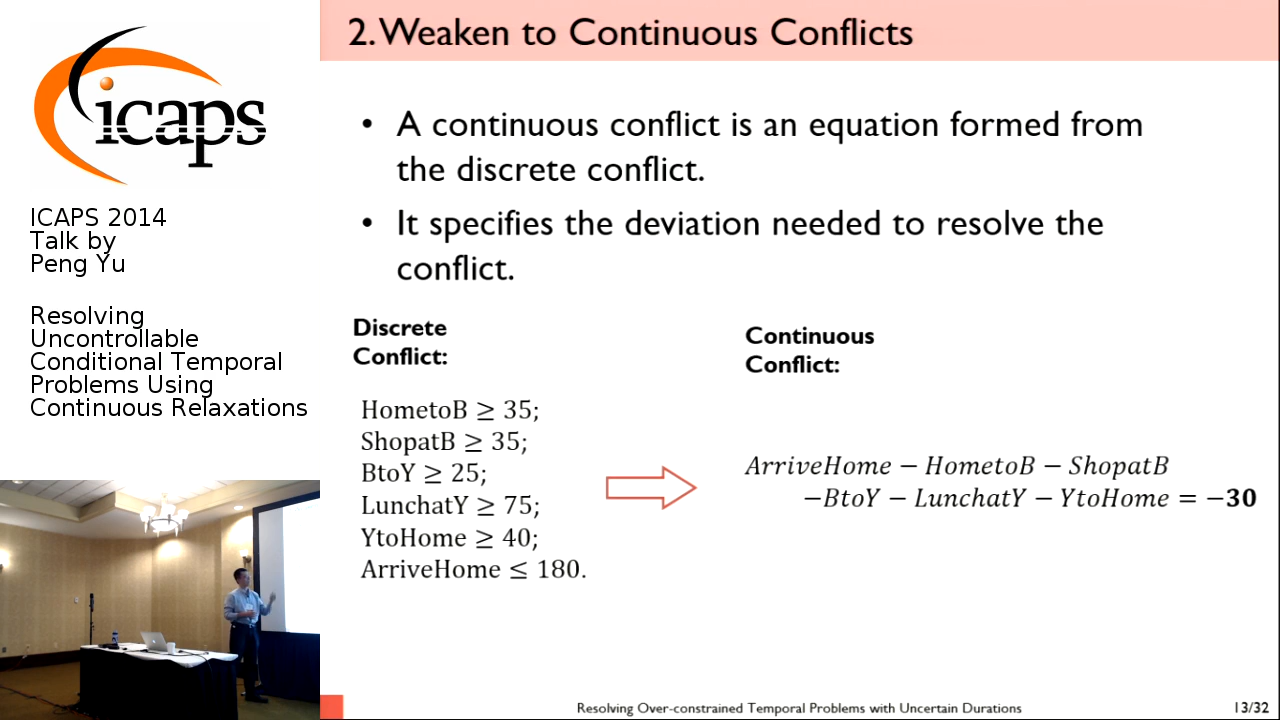 icaps
ICAPS 2014
Talk by
Peng Yu
Resolving
Uncontrollable
Conditional Temporal
Problems Using
Continuous Relaxations
2. Weaken to Continuous Conflicts
• A continuous conflict is an equation formed from
the discrete conflict.
• It specifies the deviation needed to resolve the
conflict.
Discrete
Conflict:
HometoB ≥ 35;
ShopatB ≥ 35;
BtoY ≥ 25;
LunchatY ≥ 75;
YtoHome ≥ 40;
ArriveHome ≤ 180.
Continuous
Conflict:
ArriveHome − HometoB − ShopatB
−BtoY − LunchatY − YtoHome = −30
Resolving Over-constrained Temporal Problems with Uncertain Durations
13/32